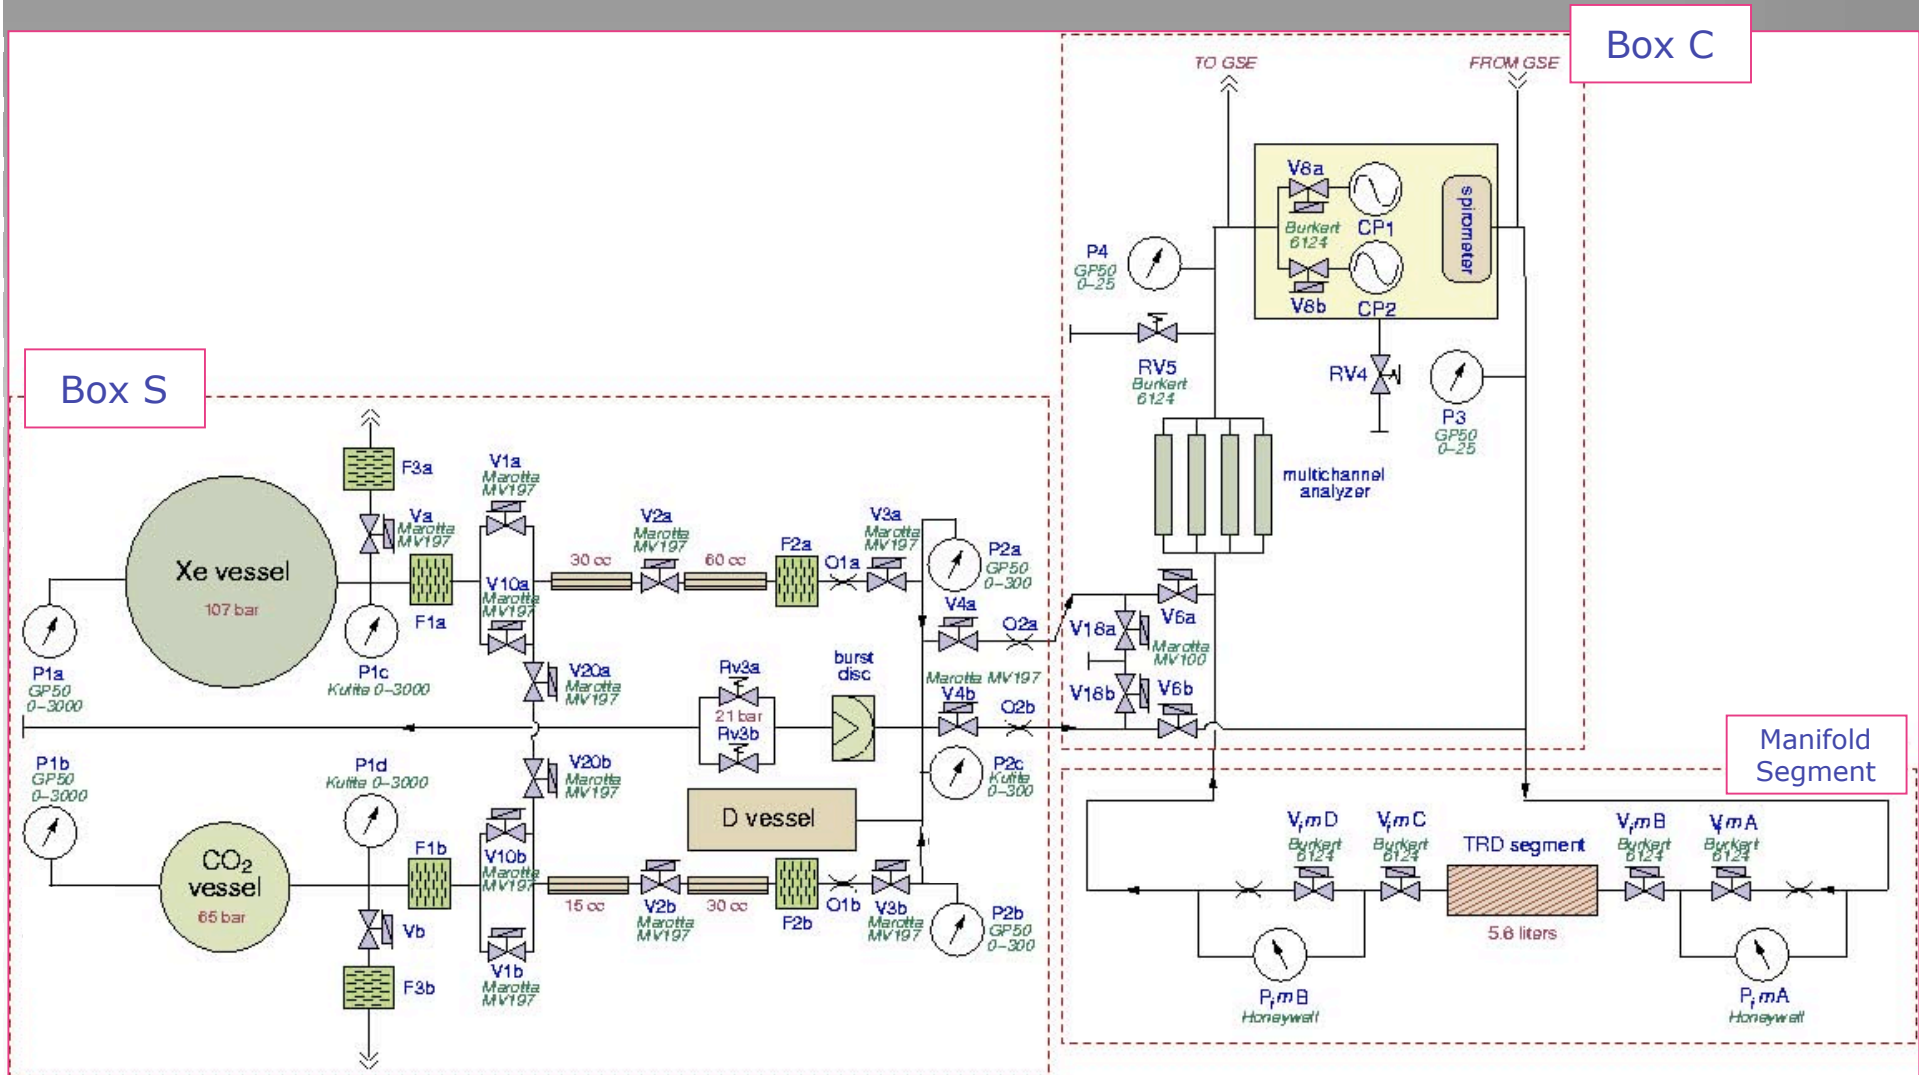 Box C
TO GSE
FROM GSE
V8a
Burkert
6124
CP1
V8b
CP2
spirometer
P4
GP50
0-25
RV5
Burkert
6124
RV4
P3
GP50
0-25
multichannel
analyzer
V6a
V18a
Marotta
MV100
V18b
V6b
Box S
F3a
Va
Marotta
MV197
V1a
Marotta
MV197
V2a
Marotta
MV197
V3a
Marotta
MV197
Xe vessel
107 bar
F1a
V10a
Marotta
MV197
30 cc
60 cc
F2a
O1a
P2a
GP50
0-300
V4a
O2a
P1a
GP50
0-3000
P1c
Kulite 0-3000
V20a
Marotta
MV197
Rv3a
21 bar
Rv3b
burst
disc
Marotta MV197
V4b
O2b
P1b
GP50
0-3000
P1d
Kulite 0-3000
V20b
Marotta
MV197
P2c
Kulite
0-300
D vessel
CO2
vessel
65 bar
F1b
V10b
Marotta
MV197
15 cc
V2b
Marotta
MV197
30 cc
F2b
O1b
V3b
Marotta
MV197
P2b
GP50
0-300
Vb
F3b
V1b
Marotta
MV197
Manifold
Segment
VimD
Burkert
6124
VimC
Burkert
6124
TRD segment
5.6 liters
VimB
Burkert
6124
VimA
Burkert
6124
PimB
Honeywell
PimA
Honeywell